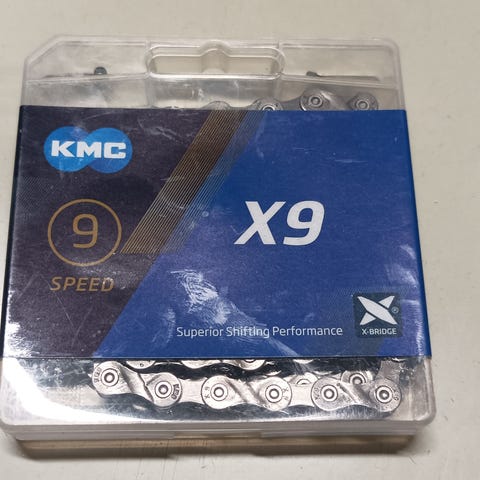 KMC
9
SPEED
X9
Superior Shifting Performance
X-BRIDGE